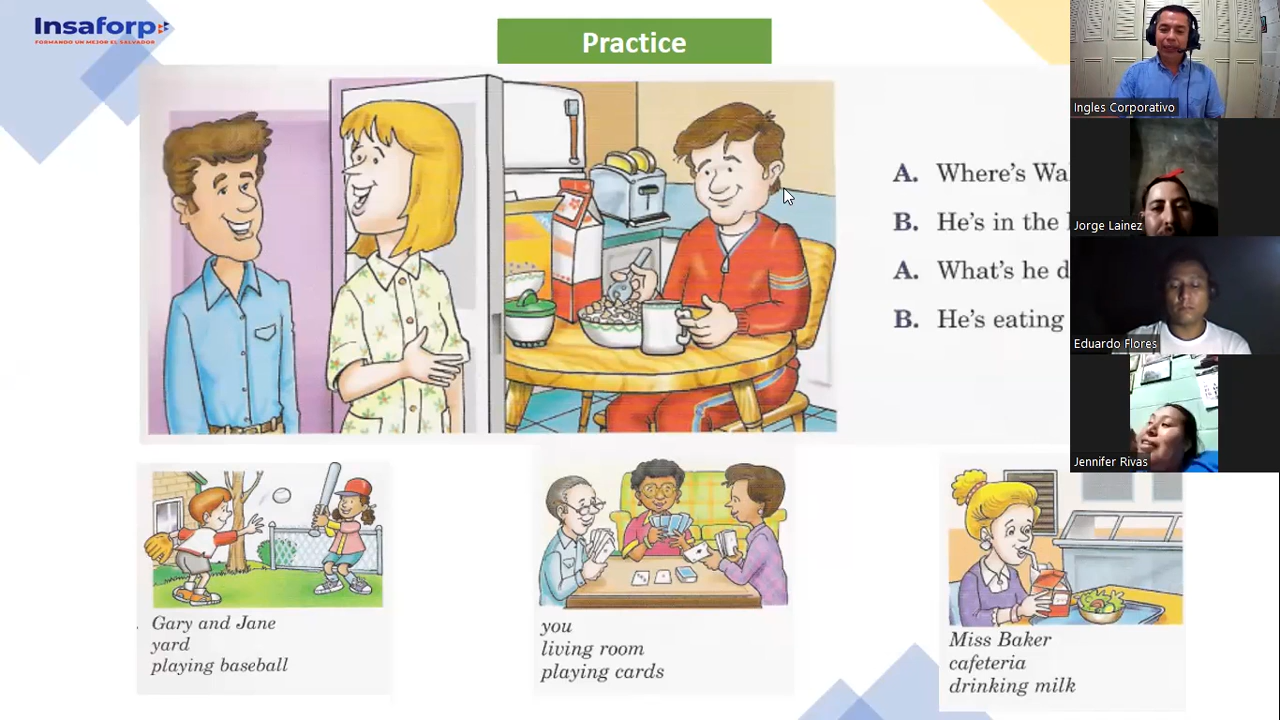 Insaforp
FORMANDO UN MEJOR EL SALVADOR
Practice
A. Where's Wa
B. He's in the
A. What's he d
B. He's eating
Ingles Corporativo
Jorge Lainez
Eduardo Flores
Jennifer Rivas
Gary and Jane
yard
playing baseball
you
living room
playing cards
Miss Baker
cafeteria
drinking milk